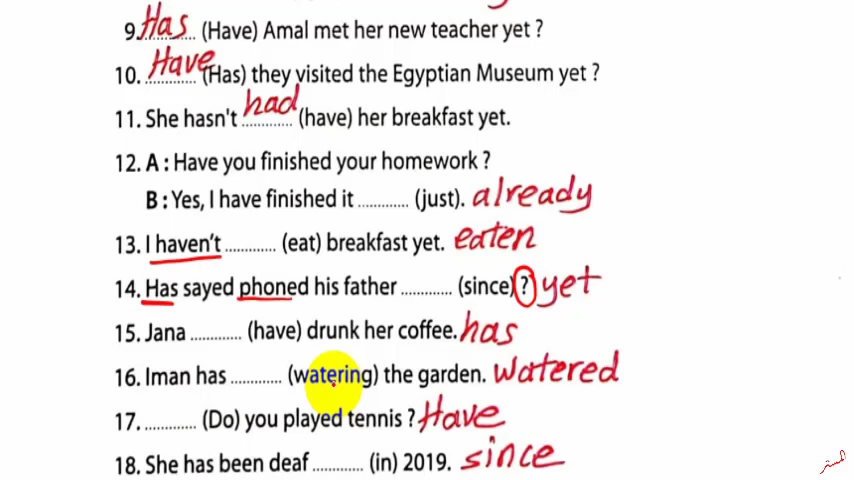 9. Has (Have) Amal met her new teacher yet ?
10. Have (Has) they visited the Egyptian Museum yet ?
11. She hasn't had (have) her breakfast yet.
12. A : Have you finished your homework ?
B : Yes, I have finished it ............ (just). already
13. I haven't ............ (eat) breakfast yet. eaten
14. Has sayed phoned his father ............ (since) ? yet
15. Jana ............ (have) drunk her coffee. has
16. Iman has ............ (watering) the garden. watered
17. ............ (Do) you played tennis ? Have
18. She has been deaf ............ (in) 2019. since